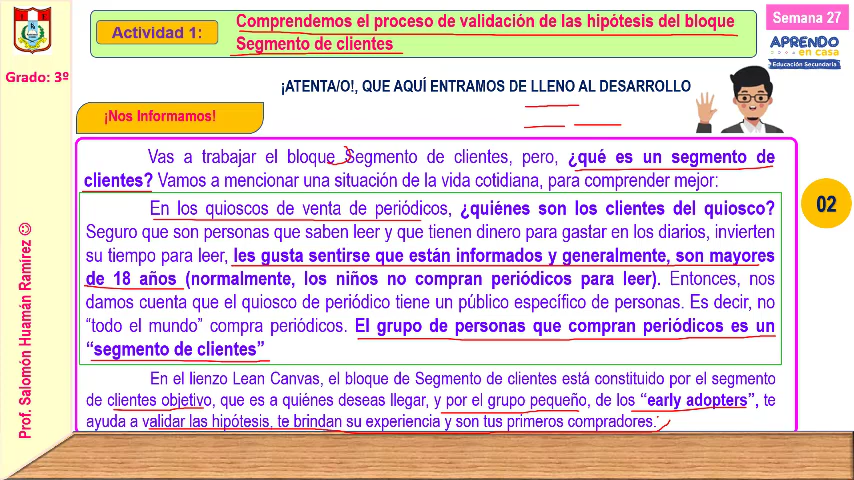 Actividad 1:
Comprendemos el proceso de validación de las hipótesis del bloque
Segmento de clientes
Semana 27
APRENDO
en casa
Educación Secundaria
Grado: 3º
¡ATENTA/O!, QUE AQUÍ ENTRAMOS DE LLENO AL DESARROLLO
¡Nos Informamos!
Vas a trabajar el bloque Segmento de clientes, pero, ¿qué es un segmento de
clientes? Vamos a mencionar una situación de la vida cotidiana, para comprender mejor:
En los quioscos de venta de periódicos, ¿quiénes son los clientes del quiosco?
Seguro que son personas que saben leer y que tienen dinero para gastar en los diarios, invierten
su tiempo para leer, les gusta sentirse que están informados y generalmente, son mayores
de 18 años (normalmente, los niños no compran periódicos para leer). Entonces, nos
damos cuenta que el quiosco de periódico tiene un público específico de personas. Es decir, no
“todo el mundo” compra periódicos. El grupo de personas que compran periódicos es un
“segmento de clientes”
En el lienzo Lean Canvas, el bloque de Segmento de clientes está constituido por el segmento
de clientes objetivo, que es a quiénes deseas llegar, y por el grupo pequeño, de los “early adopters”, te
ayuda a validar las hipótesis, te brindan su experiencia y son tus primeros compradores.
02
Prof. Salomón Huamán Ramírez ☺